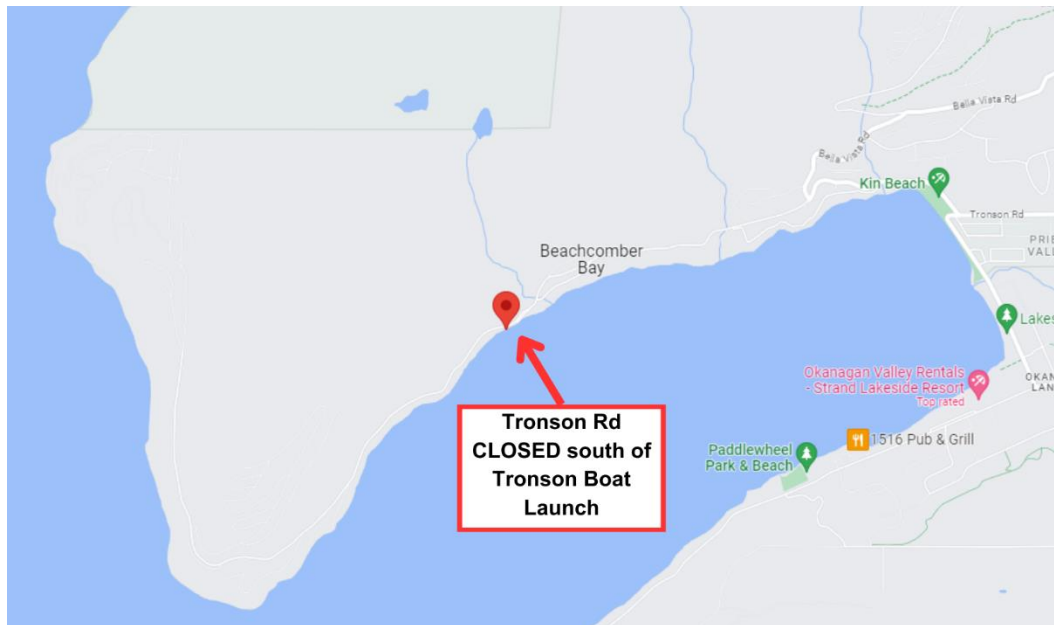 Bella Vista Rd
Bella Vista Rd
Kin Beach
Tronson Rd
PRIE
VALL
Beachcomber
Bay
Lakes
Okanagan Valley Rentals
- Strand Lakeside Resort
Top rated
OKAN
LAN
Tronson Rd
CLOSED south of
Tronson Boat
Launch
1516 Pub & Grill
Paddlewheel
Park & Beach